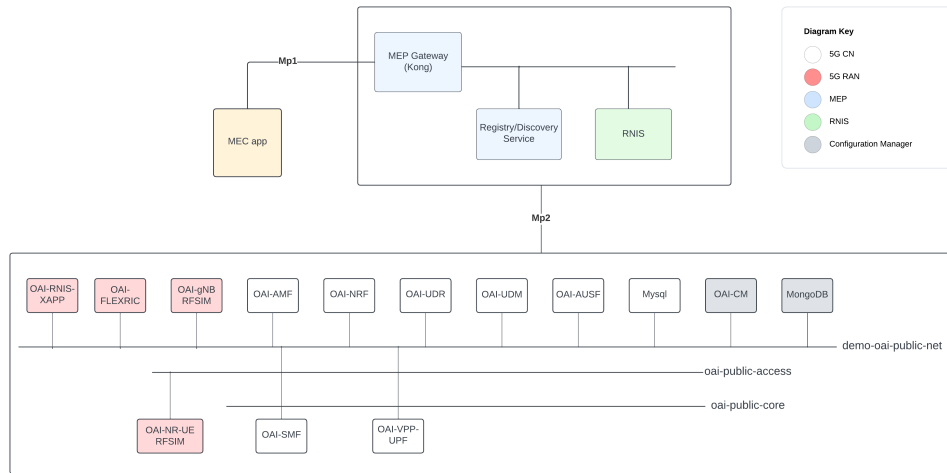 MEP Gateway
(Kong)
Mp1
MEC app
Registry/Discovery
Service
RNIS
Diagram Key
5G CN
5G RAN
MEP
RNIS
Configuration Manager
Mp2
OAI-RNIS-
XAPP
OAI-
FLEXRIC
OAI-gNB
RFSIM
OAI-AMF
OAI-NRF
OAI-UDR
OAI-UDM
OAI-AUSF
Mysql
OAI-CM
MongoDB
demo-oai-public-net
oai-public-access
oai-public-core
OAI-NR-UE
RFSIM
OAI-SMF
OAI-VPP-
UPF